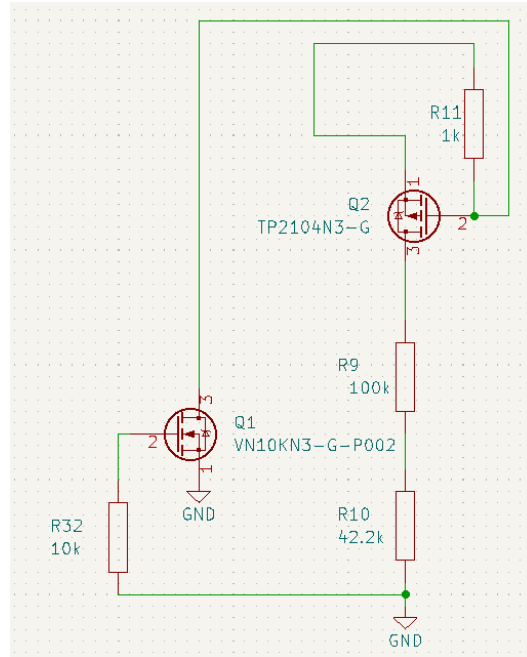 R11
1k
1
Q2
TP2104N3-G
2
3
R9
100k
3
Q1
VN10KN3-G-P002
2
1
GND
R10
42.2k
R32
10k
GND